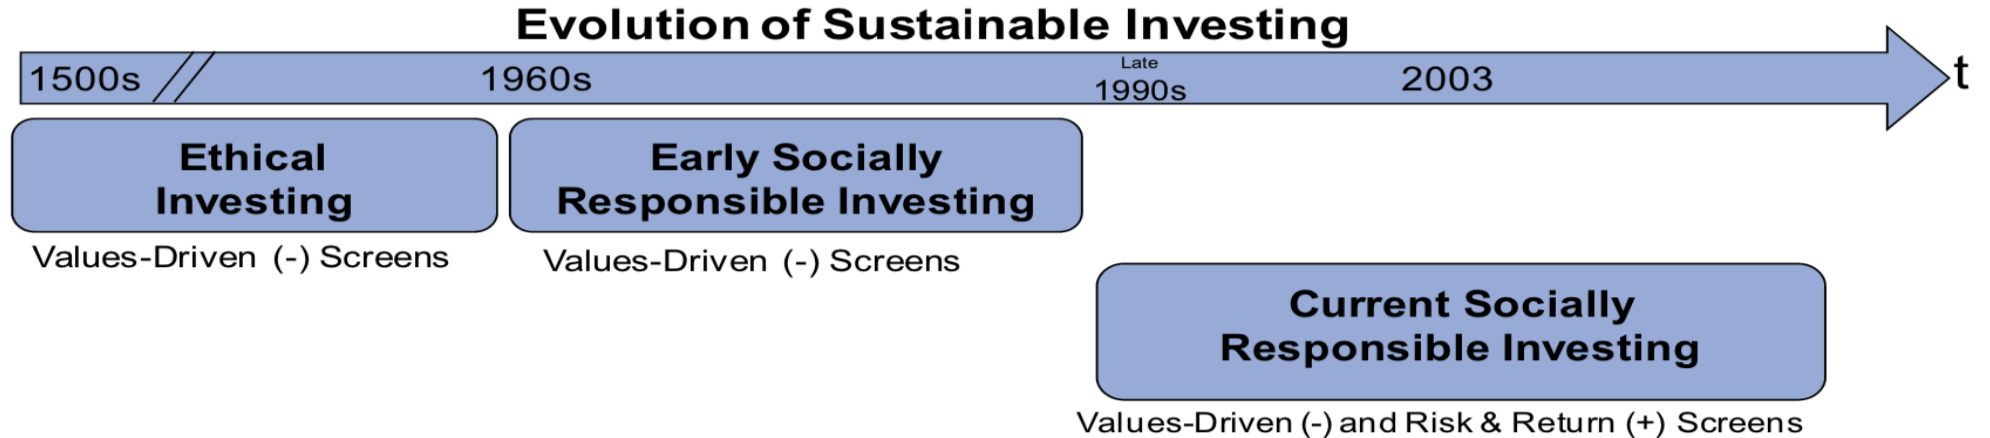 Evolution of Sustainable Investing
1500s
1960s
Late
1990s
2003
t
Ethical
Investing
Values-Driven (-) Screens
Early Socially
Responsible Investing
Values-Driven (-) Screens
Current Socially
Responsible Investing
Values-Driven (-) and Risk & Return (+) Screens